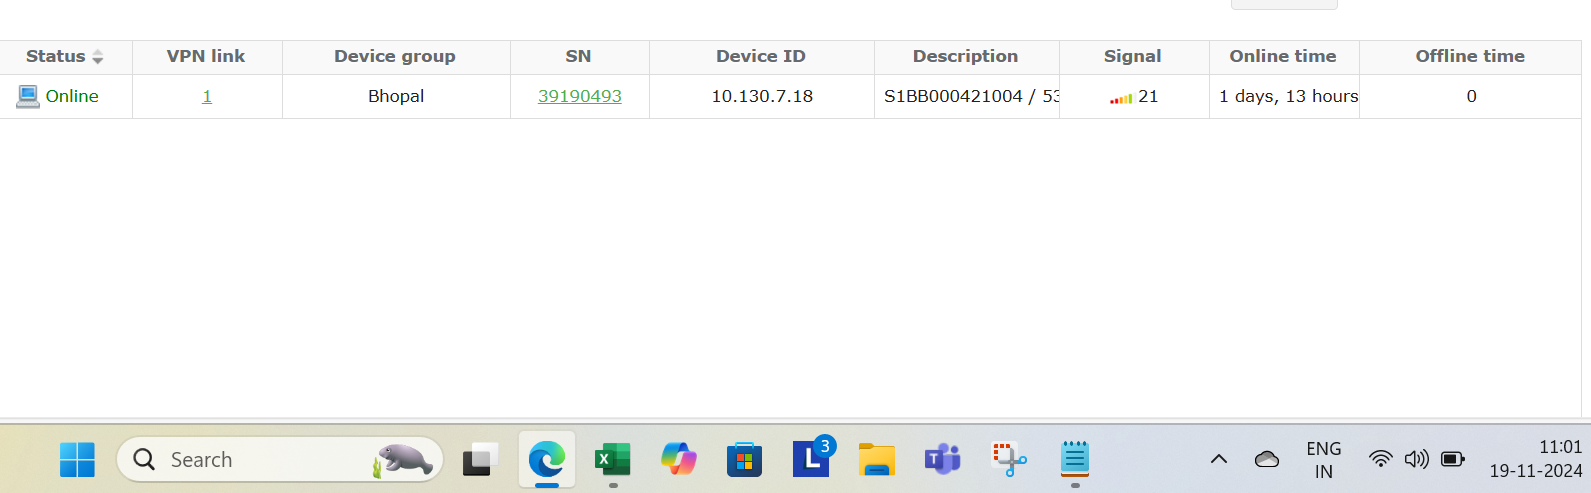 Status VPN link Device group SN Device ID Description Signal Online time Offline time
Online 1 Bhopal 39190493 10.130.7.18 S1BB000421004 / 53 21 1 days, 13 hours 0
Search 3 ENG 11:01
IN 19-11-2024